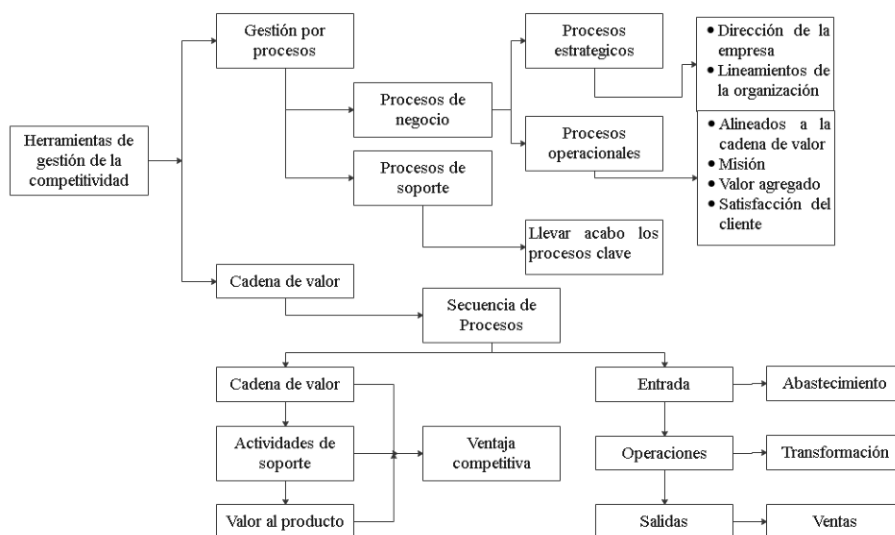 Gestión por
procesos
Procesos
estrategicos
● Dirección de la
empresa
● Lineamientos de
la organización
Procesos de
negocio
Herramientas de
gestión de la
competitividad
Procesos
operacionales
● Alineados a la
cadena de valor
● Misión
● Valor agregado
● Satisfacción del
cliente
Procesos de
soporte
Llevar acabo los
procesos clave
Cadena de valor
Secuencia de
Procesos
Cadena de valor
Entrada
Abastecimiento
Actividades de
soporte
Ventaja
competitiva
Operaciones
Transformación
Valor al producto
Salidas
Ventas